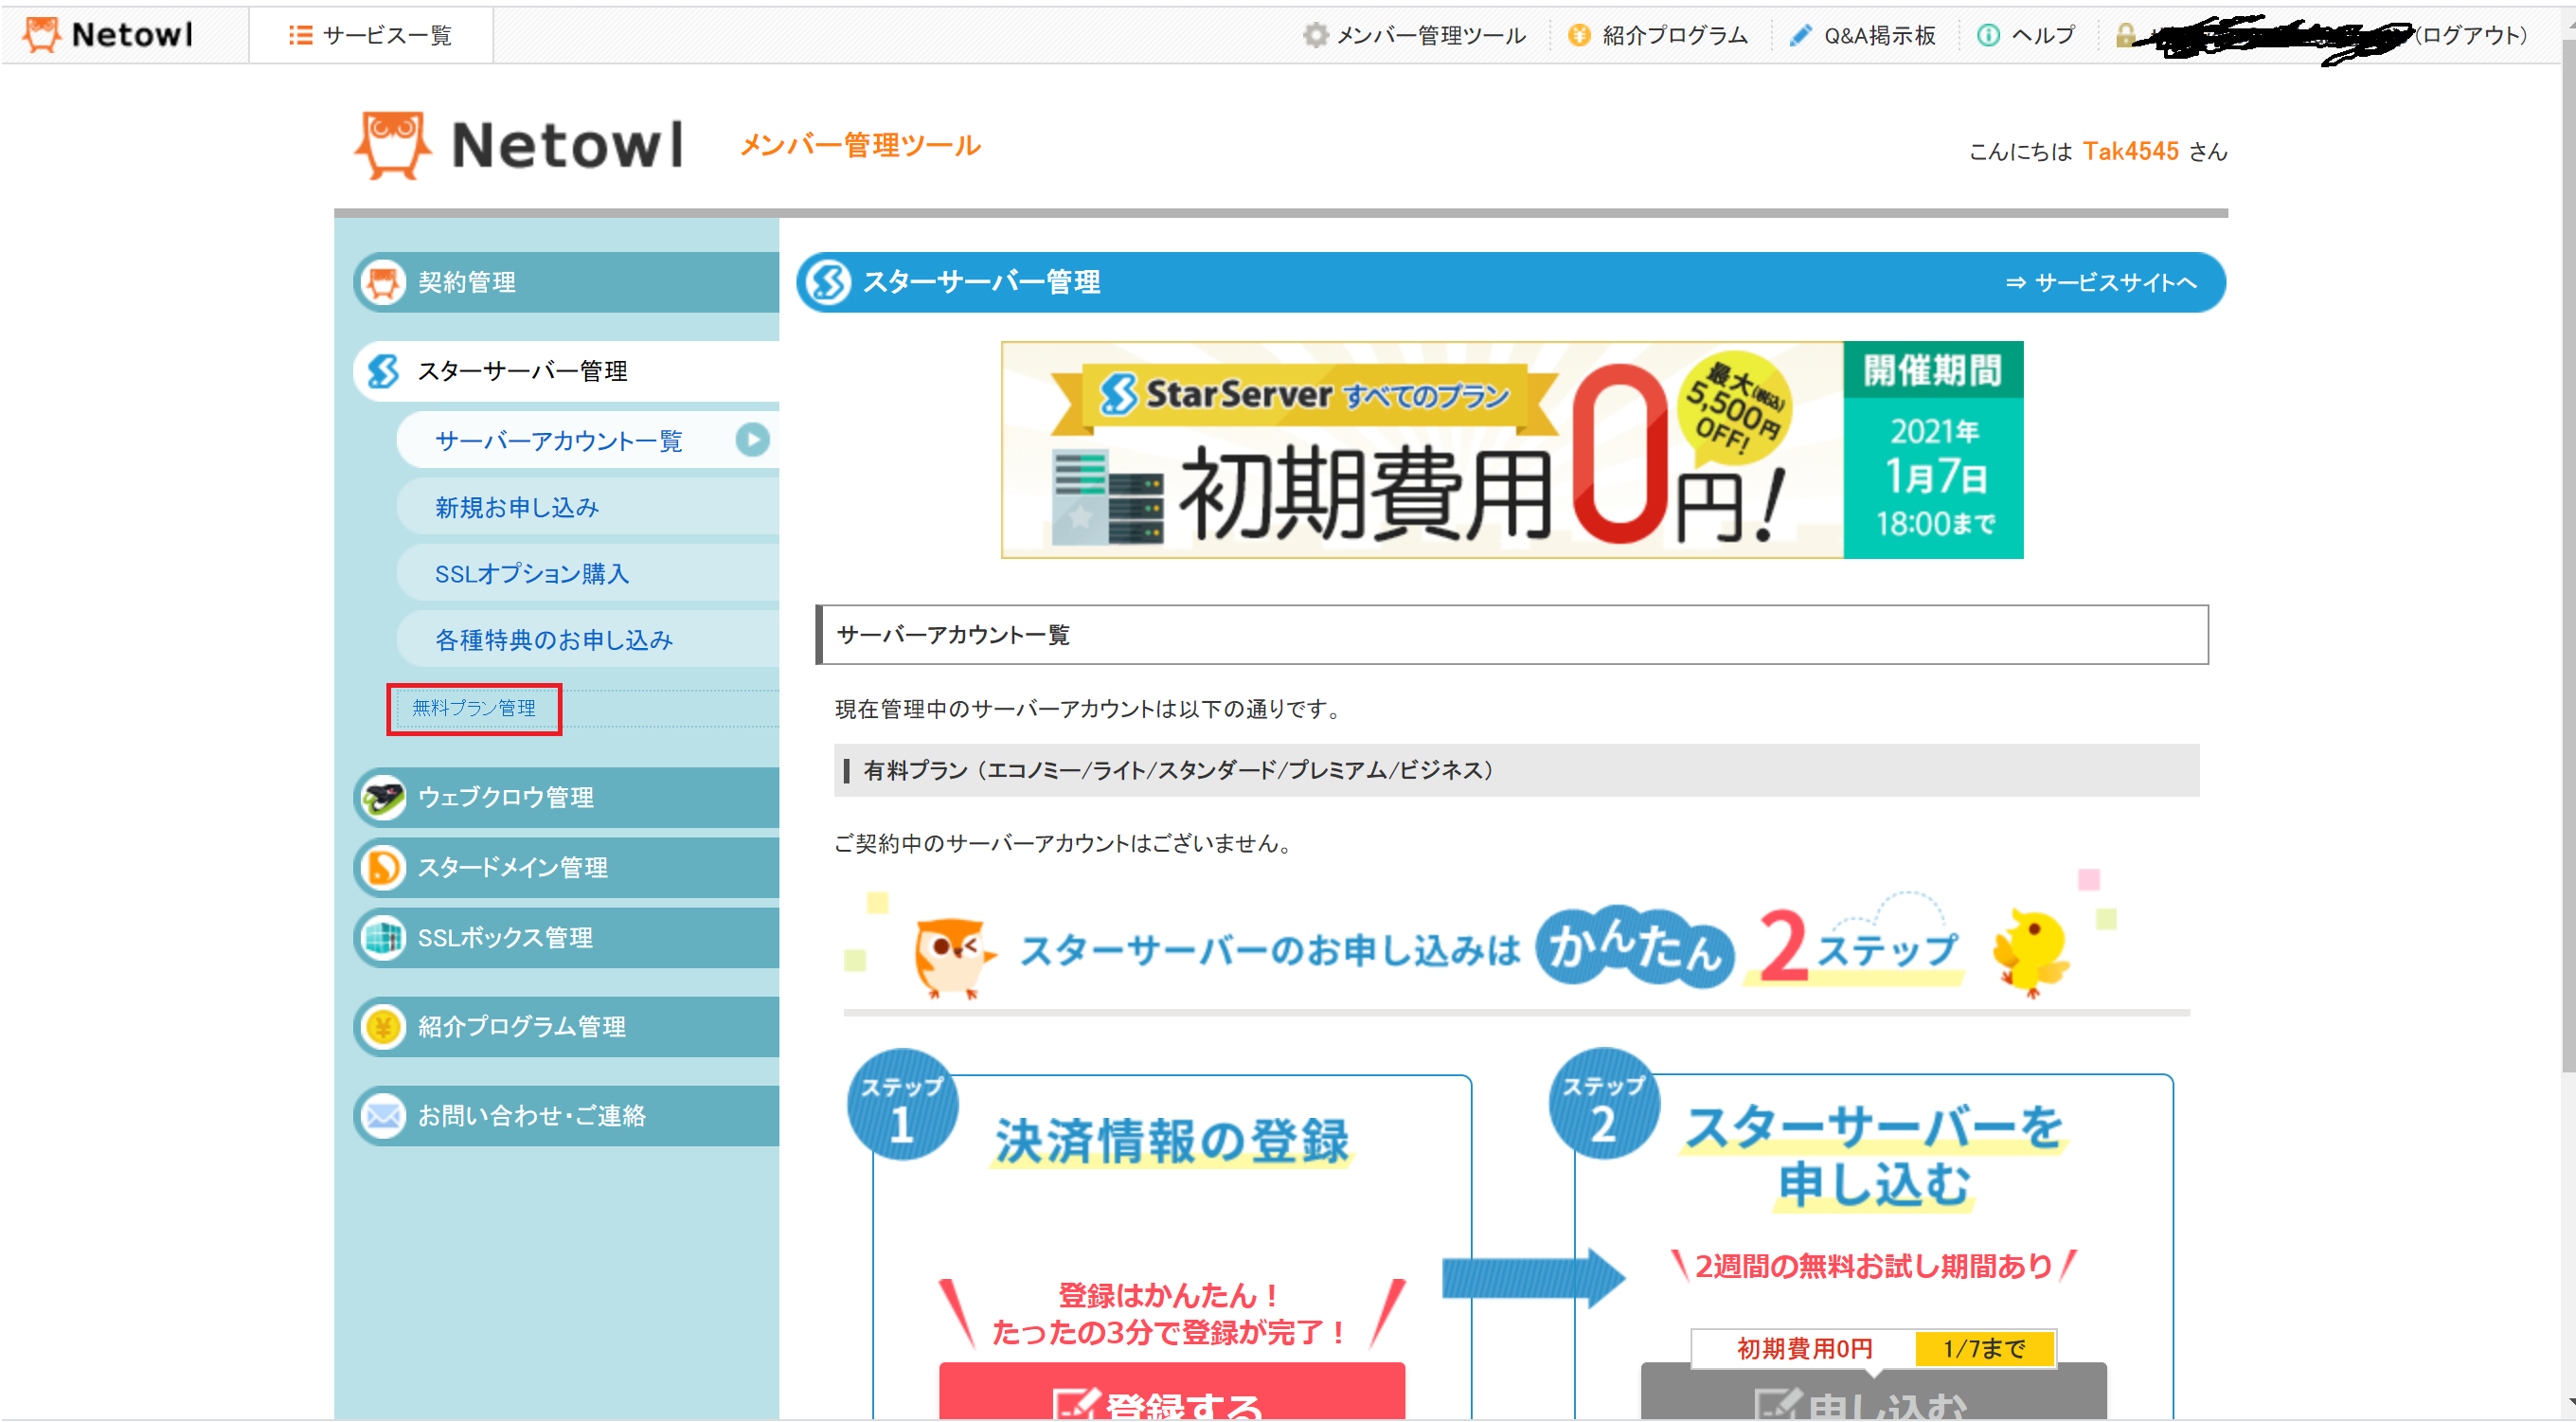 Netowl
サービス一覧
メンバー管理ツール
紹介プログラム
Q&A掲示板
ヘルプ
(ログアウト)
Netowl
メンバー管理ツール
こんにちは Tak4545 さん
契約管理
スターサーバー管理
サーバーアカウント一覧
新規お申し込み
SSLオプション購入
各種特典のお申し込み
無料プラン管理
ウェブクロウ管理
スタードメイン管理
SSLボックス管理
紹介プログラム管理
お問い合わせ・ご連絡
スターサーバー管理
⇒ サービスサイトへ
StarServer すべてのプラン
初期費用0円!
最大(税込)
5,500円
OFF!
開催期間
2021年
1月7日
18:00まで
サーバーアカウント一覧
現在管理中のサーバーアカウントは以下の通りです。
有料プラン（エコノミー/ライト/スタンダード/プレミアム/ビジネス）
ご契約中のサーバーアカウントはございません。
スターサーバーのお申し込みは かんたん 2ステップ
ステップ
1
決済情報の登録
登録はかんたん！
たったの3分で登録が完了！
登録する
ステップ
2
スターサーバーを
申し込む
2週間の無料お試し期間あり
初期費用0円 1/7まで
申し込む